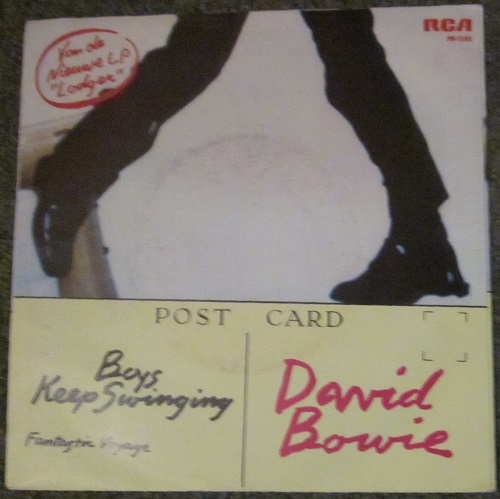 Van de
Nieuwe LP
"Lodger"
RCA
POST CARD
Boys
Keep Swinging
Fantastic Voyage
David
Bowie